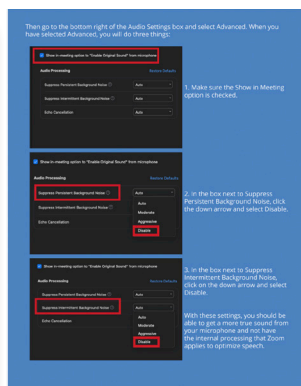 Then go to the bottom right of the Audio Settings box and select Advanced. When you
have selected Advanced, you will do three things:
Show in-meeting option to "Enable Original Sound" from microphone
Audio Processing
Restore Defaults
Suppress Persistent Background Noise
Auto
Suppress Intermittent Background Noise
Auto
Echo Cancellation
Auto
1. Make sure the Show in Meeting
option is checked.
Show in-meeting option to "Enable Original Sound" from microphone
Audio Processing
Restore Defaults
Suppress Persistent Background Noise
Auto
Suppress Intermittent Background Noise
Auto
Moderate
Echo Cancellation
Aggressive
Disable
2. In the box next to Suppress
Persistent Background Noise, click
the down arrow and select Disable.
Show in-meeting option to "Enable Original Sound" from microphone
Audio Processing
Restore Defaults
Suppress Persistent Background Noise
Auto
Suppress Intermittent Background Noise
Auto
Echo Cancellation
Auto
Moderate
Aggressive
Disable
3. In the box next to Suppress
Intermittent Background Noise,
click on the down arrow and select
Disable.
With these settings, you should be
able to get a more true sound from
your microphone and not have
the internal processing that Zoom
applies to optimize speech.